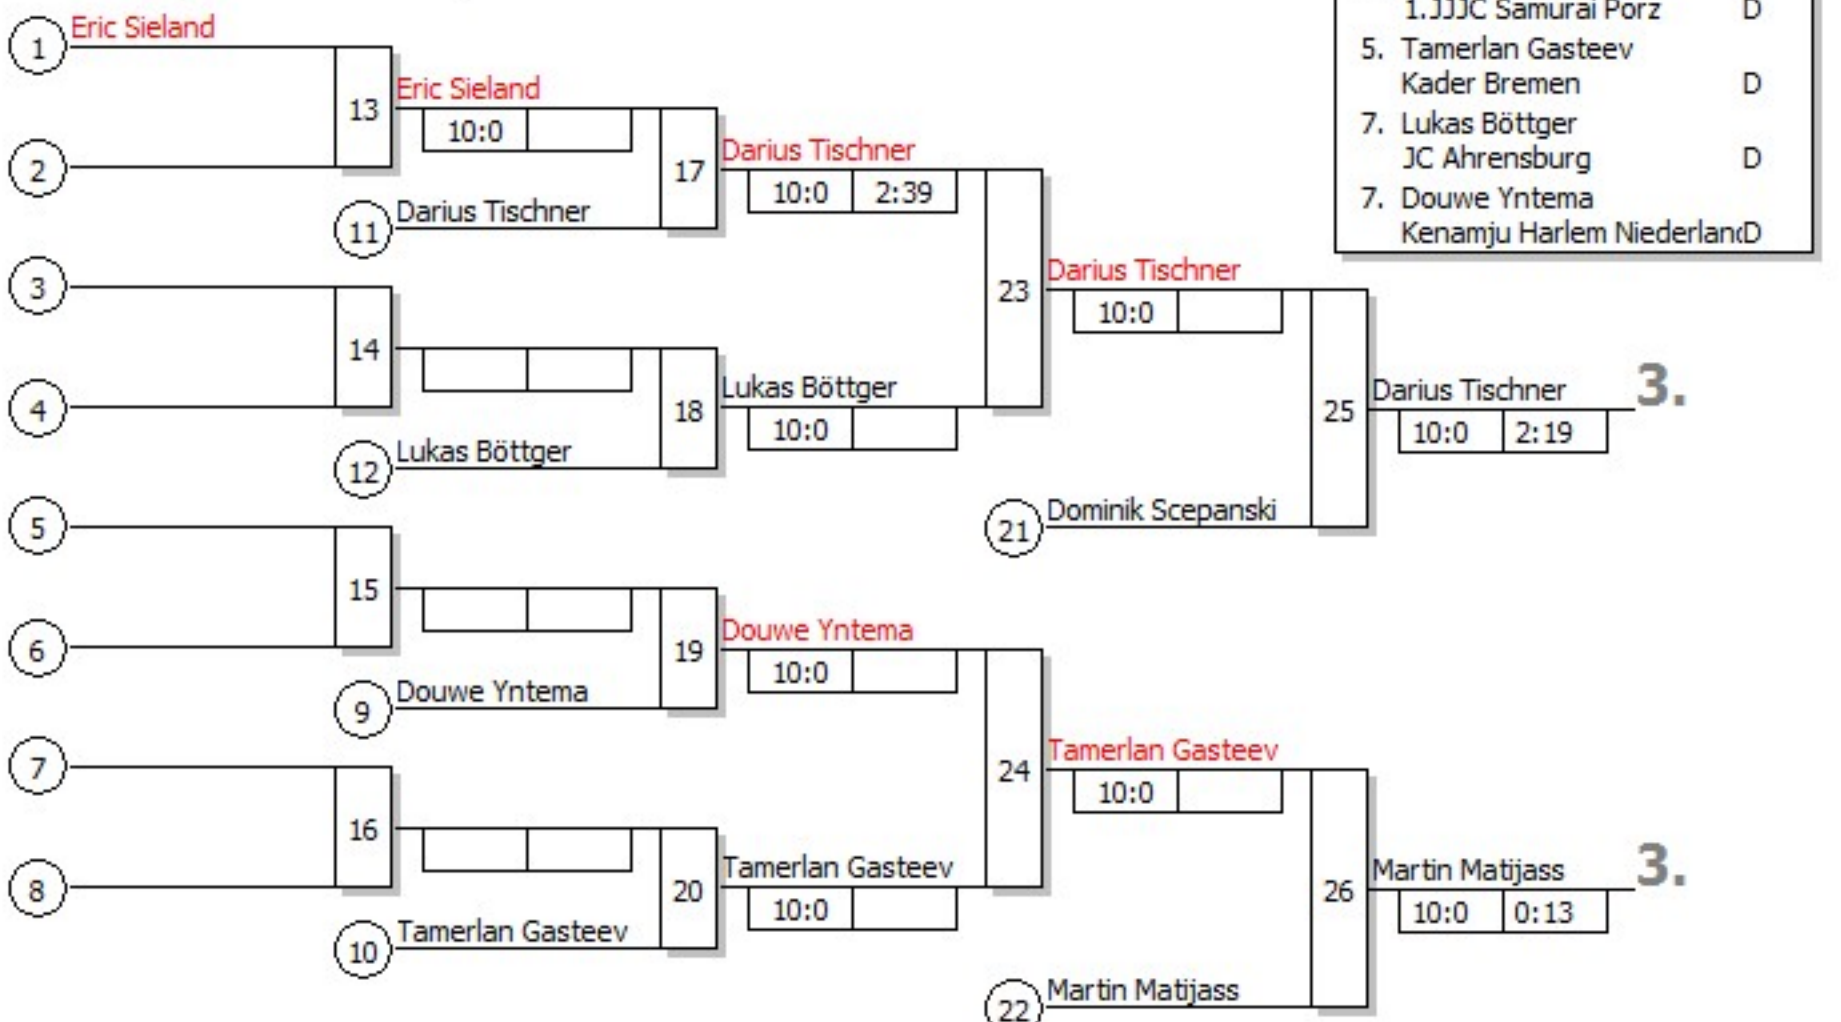 1 Eric Sieland
2
13 Eric Sieland
10:0
11 Darius Tischner
17 Darius Tischner
10:0 2:39
3
4
14
12 Lukas Böttger
18 Lukas Böttger
10:0
23 Darius Tischner
10:0
21 Dominik Scepanski
25 Darius Tischner 3.
10:0 2:19
5
6
15
9 Douwe Yntema
19 Douwe Yntema
10:0
7
8
16
10 Tamerlan Gasteev
20 Tamerlan Gasteev
10:0
24 Tamerlan Gasteev
10:0
22 Martin Matijass
26 Martin Matijass 3.
10:0 0:13
1.JJJC Samurai Porz D
5. Tamerlan Gasteev
Kader Bremen D
7. Lukas Böttger
JC Ahrensburg D
7. Douwe Yntema
Kenamju Harlem Niederland D